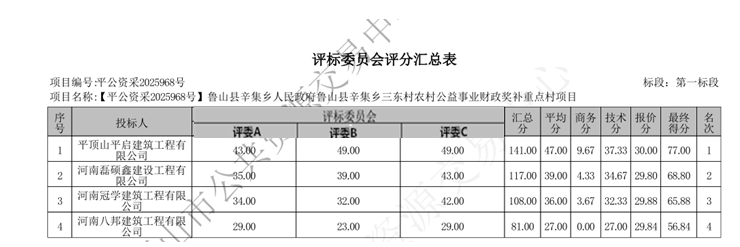 评标委员会评分汇总表
项目编号:平公资采2025968号 标段：第一标段
项目名称:【平公资采2025968号】鲁山县辛集乡人民政府鲁山县辛集乡三东村农村公益事业财政奖补重点村项目
序号 投标人 评标委员会 汇总分 平均分 商务分 技术分 报价分 最终得分 名次
评委A 评委B 评委C
1 平顶山平启建筑工程有限公司 43.00 49.00 49.00 141.00 47.00 9.67 37.33 30.00 77.00 1
2 河南磊硕鑫建设工程有限公司 35.00 39.00 43.00 117.00 39.00 4.33 34.67 29.80 68.80 2
3 河南冠学建筑工程有限公司 34.00 32.00 42.00 108.00 36.00 3.67 32.33 29.88 65.88 3
4 河南八邦建筑工程有限公司 29.00 23.00 29.00 81.00 27.00 0.00 27.00 29.84 56.84 4